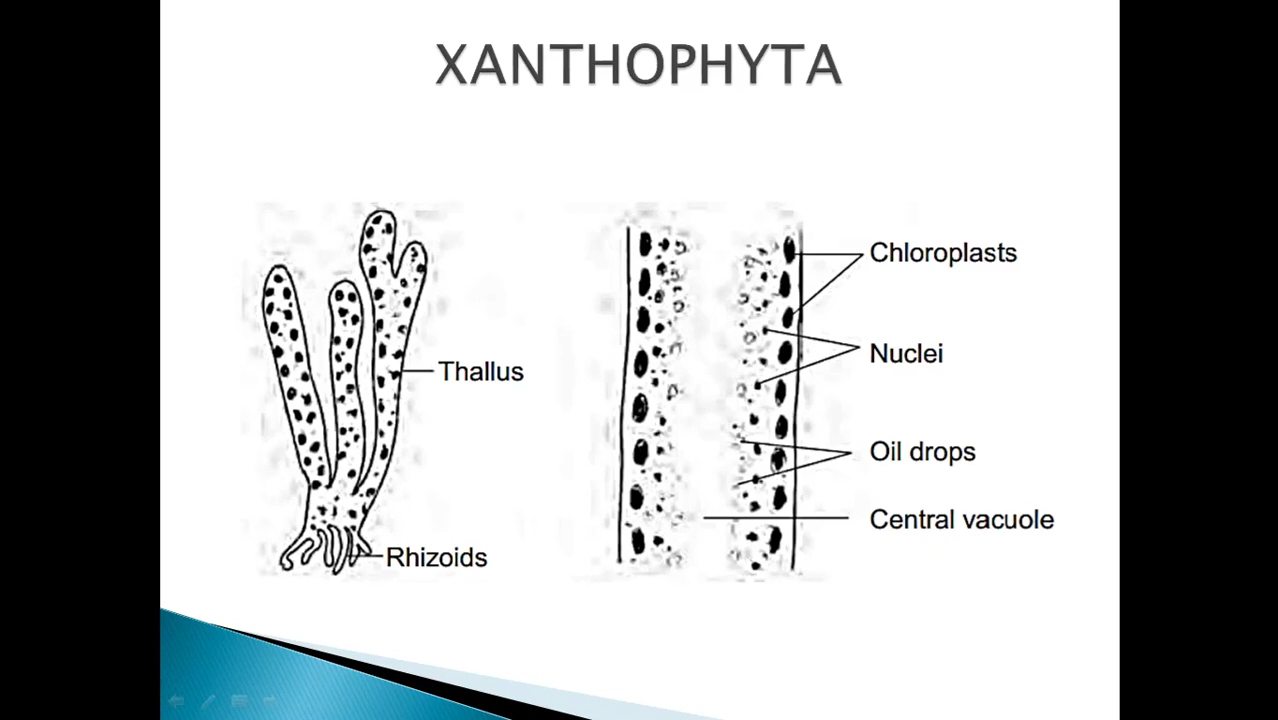 XANTHOPHYTA
Thallus
Rhizoids
Chloroplasts
Nuclei
Oil drops
Central vacuole